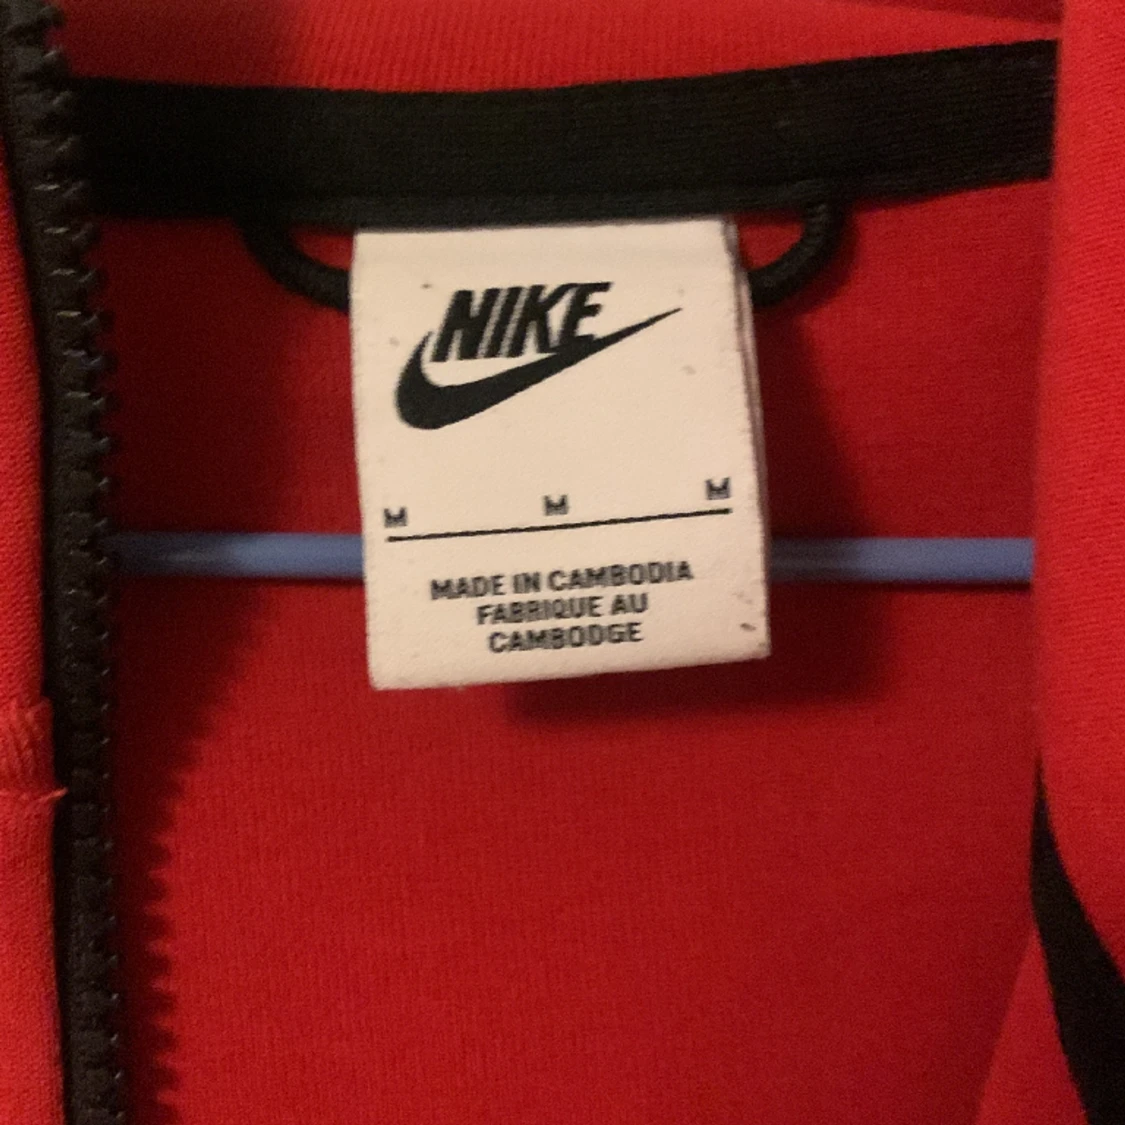 NIKE
M M M
MADE IN CAMBODIA
FABRIQUE AU
CAMBODGE